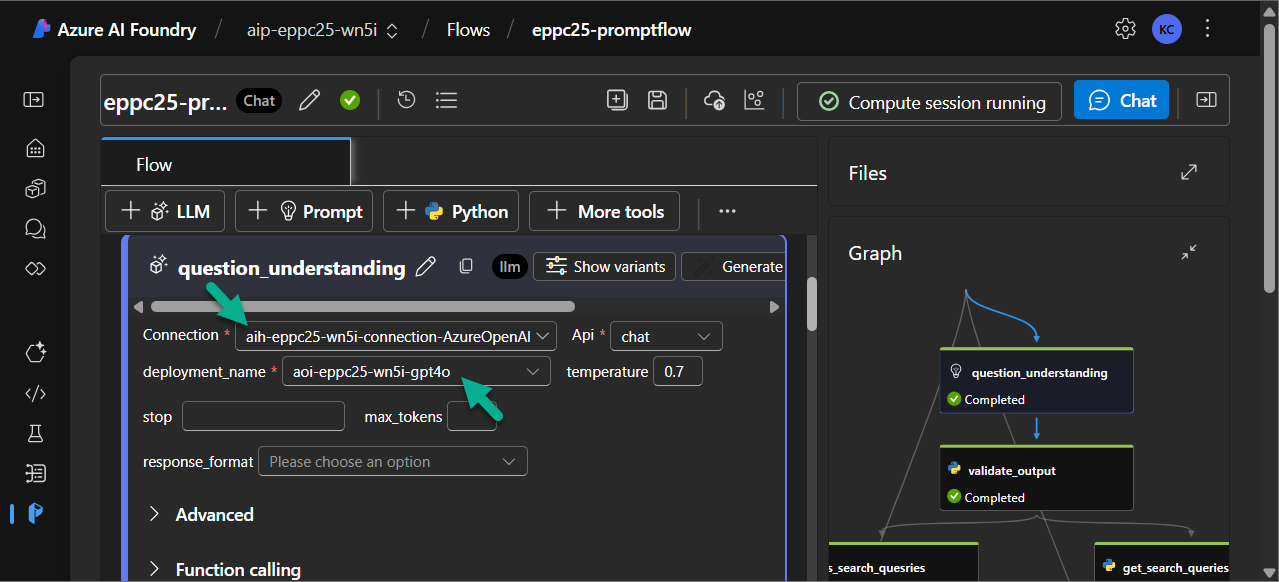 Azure AI Foundry / aip-eppc25-wn5i / Flows / eppc25-promptflow
KC
eppc25-pr... Chat
Compute session running
Chat
Flow
LLM
Prompt
Python
More tools
question_understanding
llm
Show variants
Generate
Connection * aih-eppc25-wn5i-connection-AzureOpenAI
Api * chat
deployment_name * aoi-eppc25-wn5i-gpt4o
temperature 0.7
stop
max_tokens
response_format Please choose an option
Advanced
Function calling
Files
Graph
question_understanding
Completed
validate_output
Completed
s_search_quesries
get_search_queries